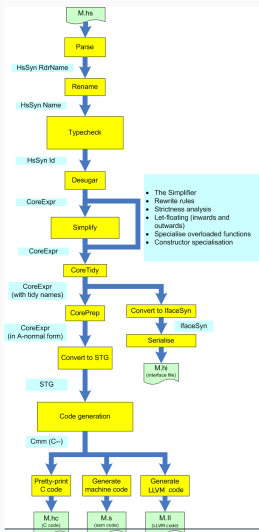 M.hs
Parse
HsSyn RdrName
Rename
HsSyn Name
Typecheck
HsSyn Id
Desugar
CoreExpr
• The Simplifier
• Rewrite rules
• Strictness analysis
• Let-floating (inwards and
outwards)
• Specialise overloaded functions
• Constructor specialisation
Simplify
CoreExpr
CoreTidy
CoreExpr
(with tidy names)
CorePrep
Convert to IfaceSyn
CoreExpr
(in A-normal form)
IfaceSyn
Serialise
Convert to STG
M.hi
(interface file)
STG
Code generation
Cmm (C--)
Pretty-print
C code
Generate
machine code
Generate
LLVM code
M.hc
(C code)
M.s
(asm code)
M.ll
(LLVM code)